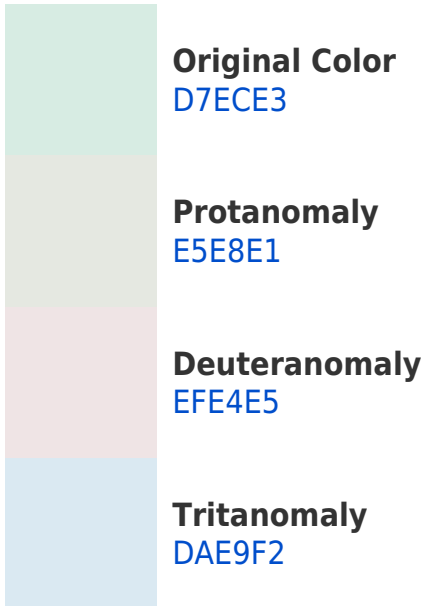 Original Color
D7ECE3
Protanomaly
E5E8E1
Deuteranomaly
EFE4E5
Tritanomaly
DAE9F2